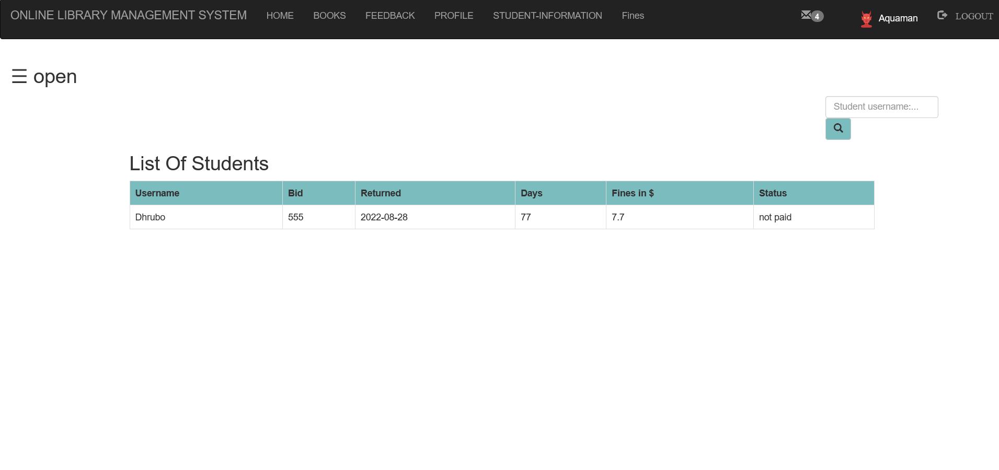 ONLINE LIBRARY MANAGEMENT SYSTEM HOME BOOKS FEEDBACK PROFILE STUDENT-INFORMATION Fines 4 Aquaman LOGOUT
☰ open
Student username:...
List Of Students
Username Bid Returned Days Fines in $ Status
Dhrubo 555 2022-08-28 77 7.7 not paid